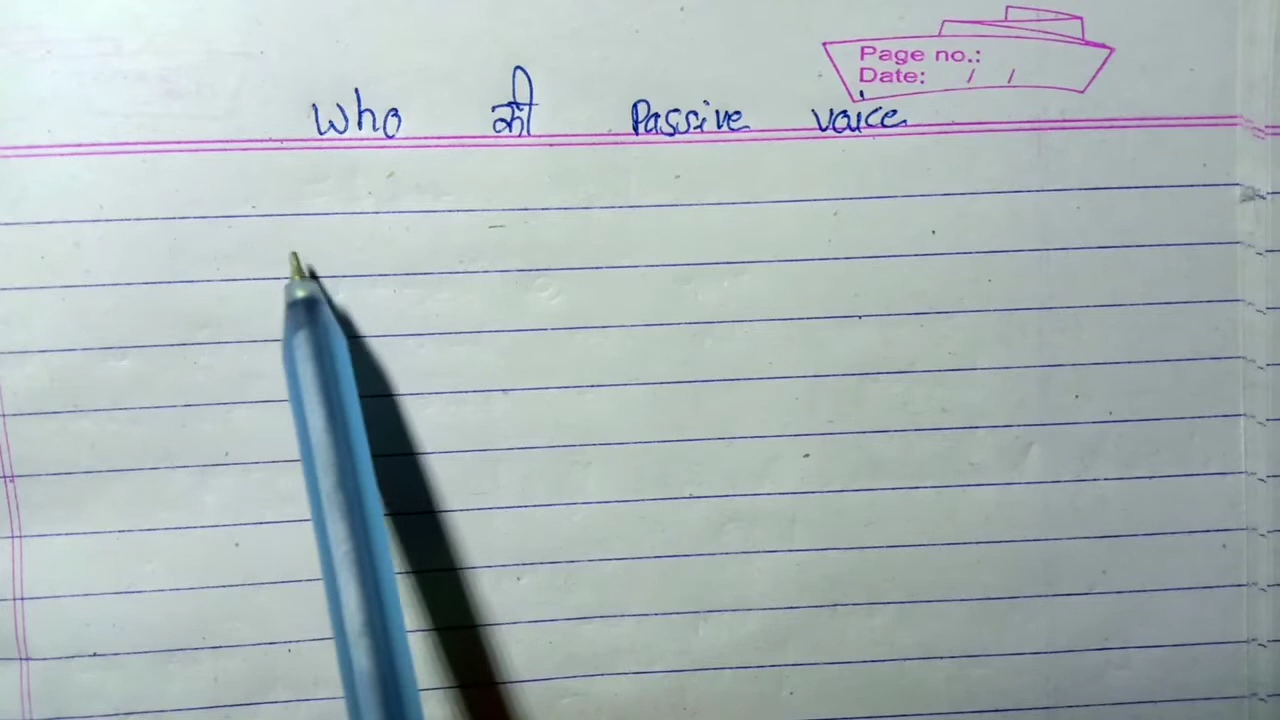 Page no.:
Date: / /
Who की Passive voice